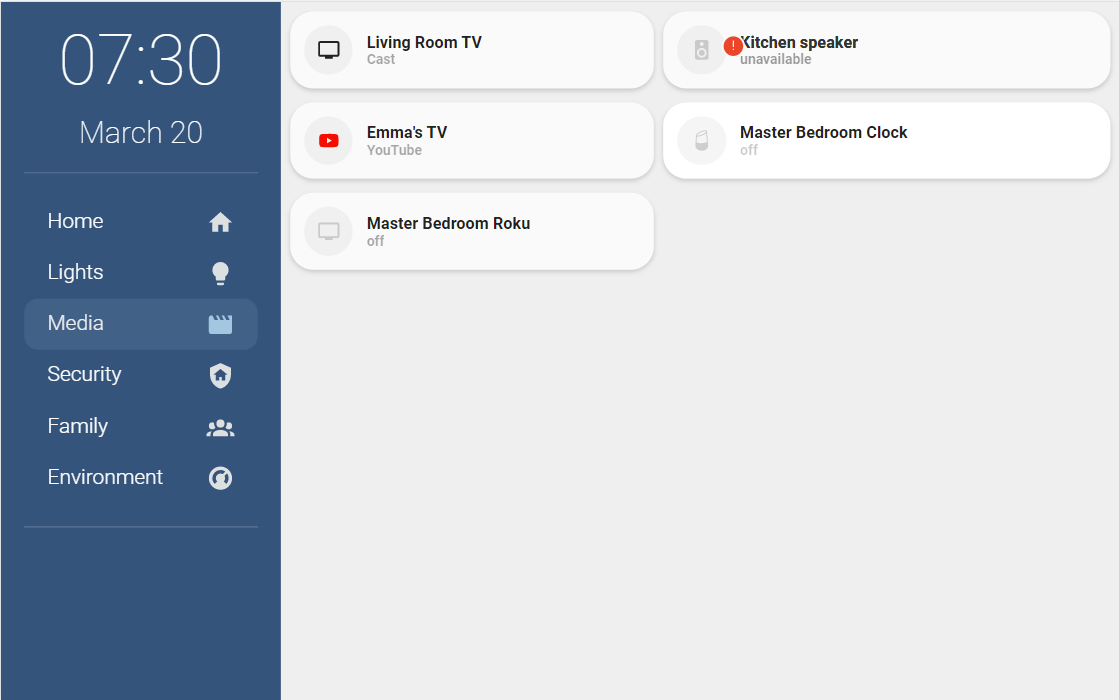 07:30
March 20
Home
Lights
Media
Security
Family
Environment
Living Room TV
Cast
Kitchen speaker
unavailable
Emma's TV
YouTube
Master Bedroom Clock
off
Master Bedroom Roku
off